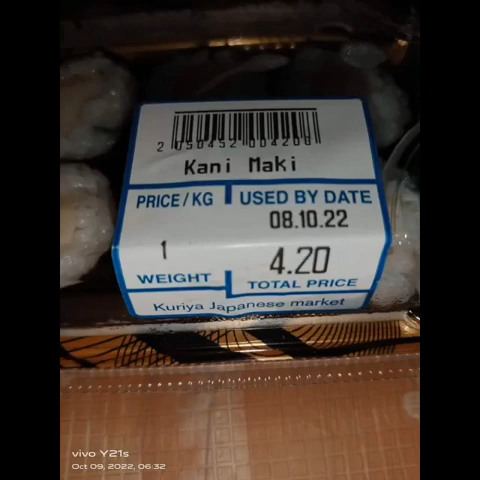 2 050452 004208
Kani Maki
PRICE/KG USED BY DATE
08.10.22
1 4.20
WEIGHT TOTAL PRICE
Kuriya Japanese market
vivo Y21s
Oct 09, 2022, 06:32